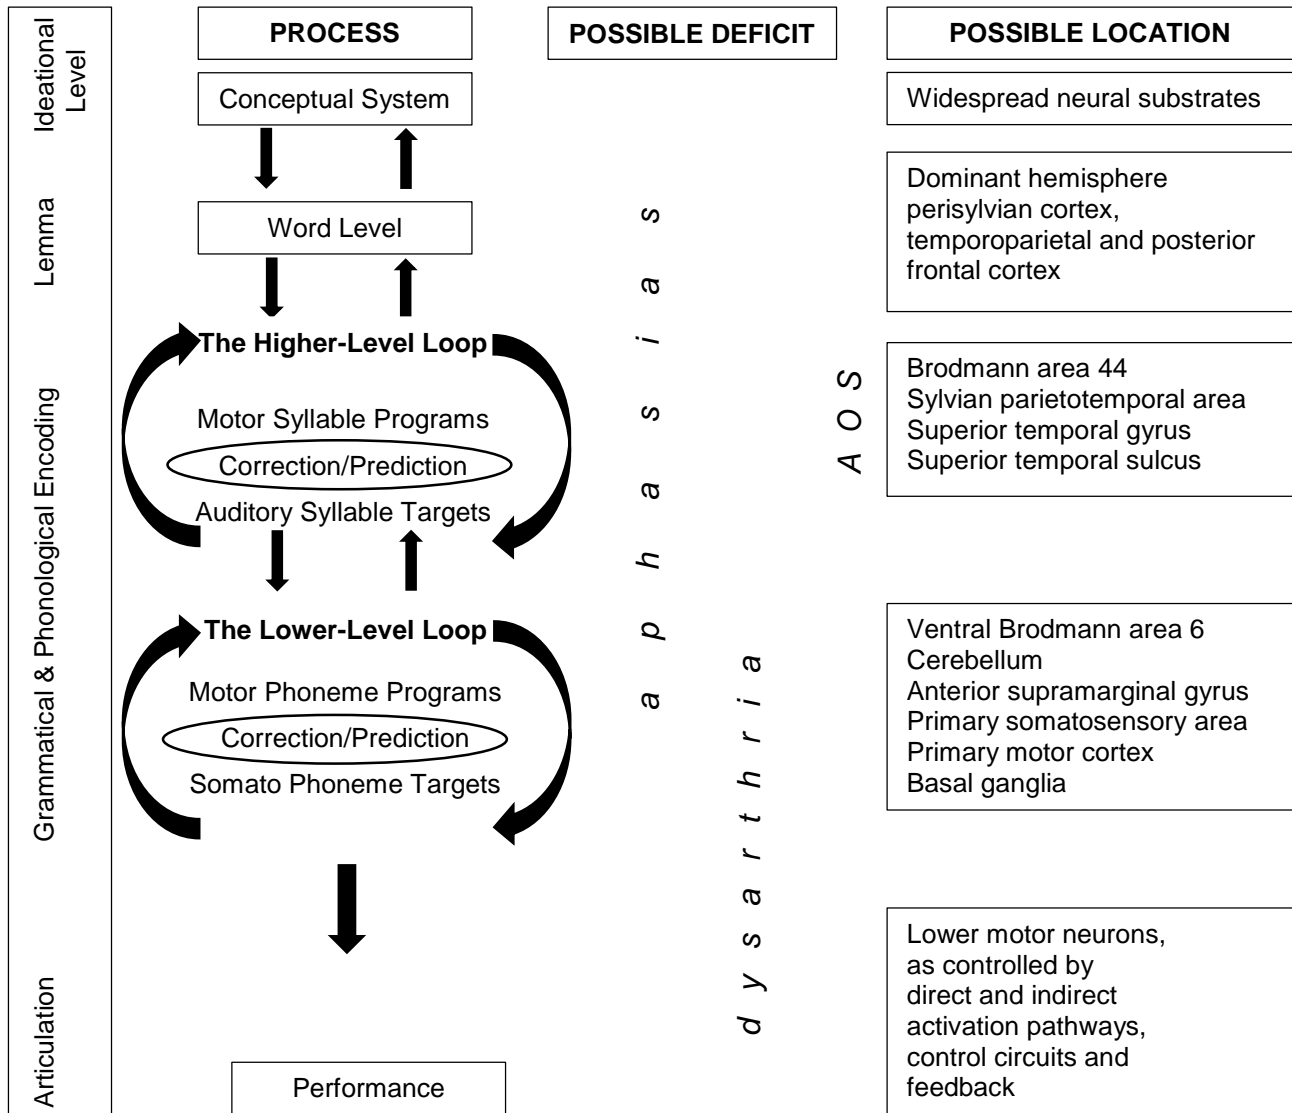 PROCESS
POSSIBLE DEFICIT
POSSIBLE LOCATION
Ideational
Level
Conceptual System
Widespread neural substrates
Lemma
Word Level
Dominant hemisphere
perisylvian cortex,
temporoparietal and posterior
frontal cortex
Grammatical & Phonological Encoding
The Higher-Level Loop
Motor Syllable Programs
Correction/Prediction
Auditory Syllable Targets
aphasias
AOS
Brodmann area 44
Sylvian parietotemporal area
Superior temporal gyrus
Superior temporal sulcus
The Lower-Level Loop
Motor Phoneme Programs
Correction/Prediction
Somato Phoneme Targets
dysarthria
Ventral Brodmann area 6
Cerebellum
Anterior supramarginal gyrus
Primary somatosensory area
Primary motor cortex
Basal ganglia
Articulation
Performance
Lower motor neurons,
as controlled by
direct and indirect
activation pathways,
control circuits and
feedback